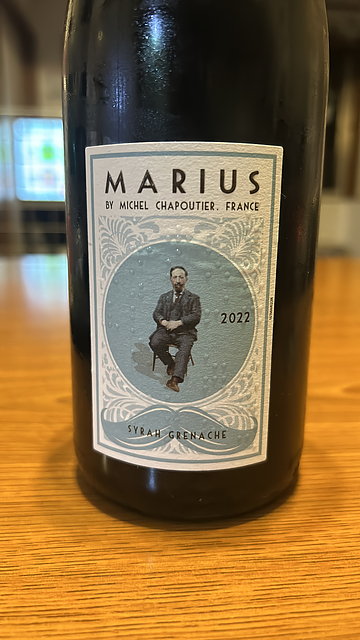 MARIUS
BY MICHEL CHAPOUTIER. FRANCE
2022
SYRAH GRENACHE